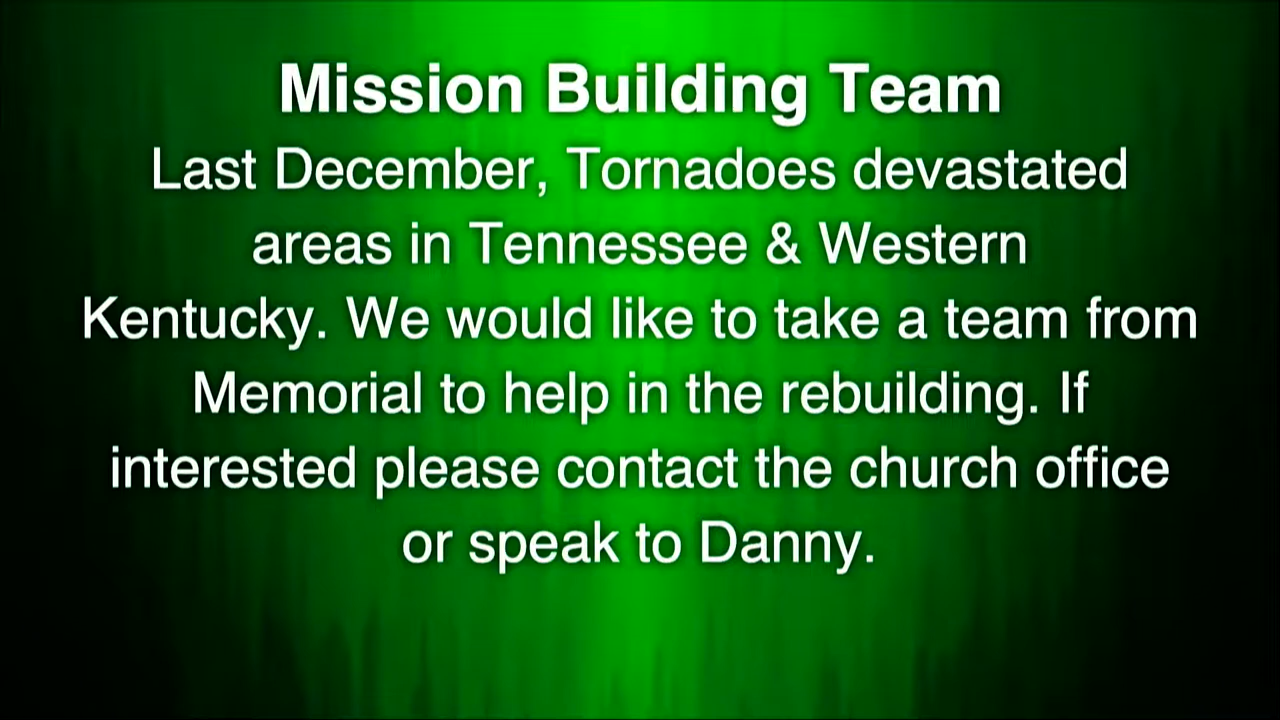 Mission Building Team
Last December, Tornadoes devastated
areas in Tennessee & Western
Kentucky. We would like to take a team from
Memorial to help in the rebuilding. If
interested please contact the church office
or speak to Danny.